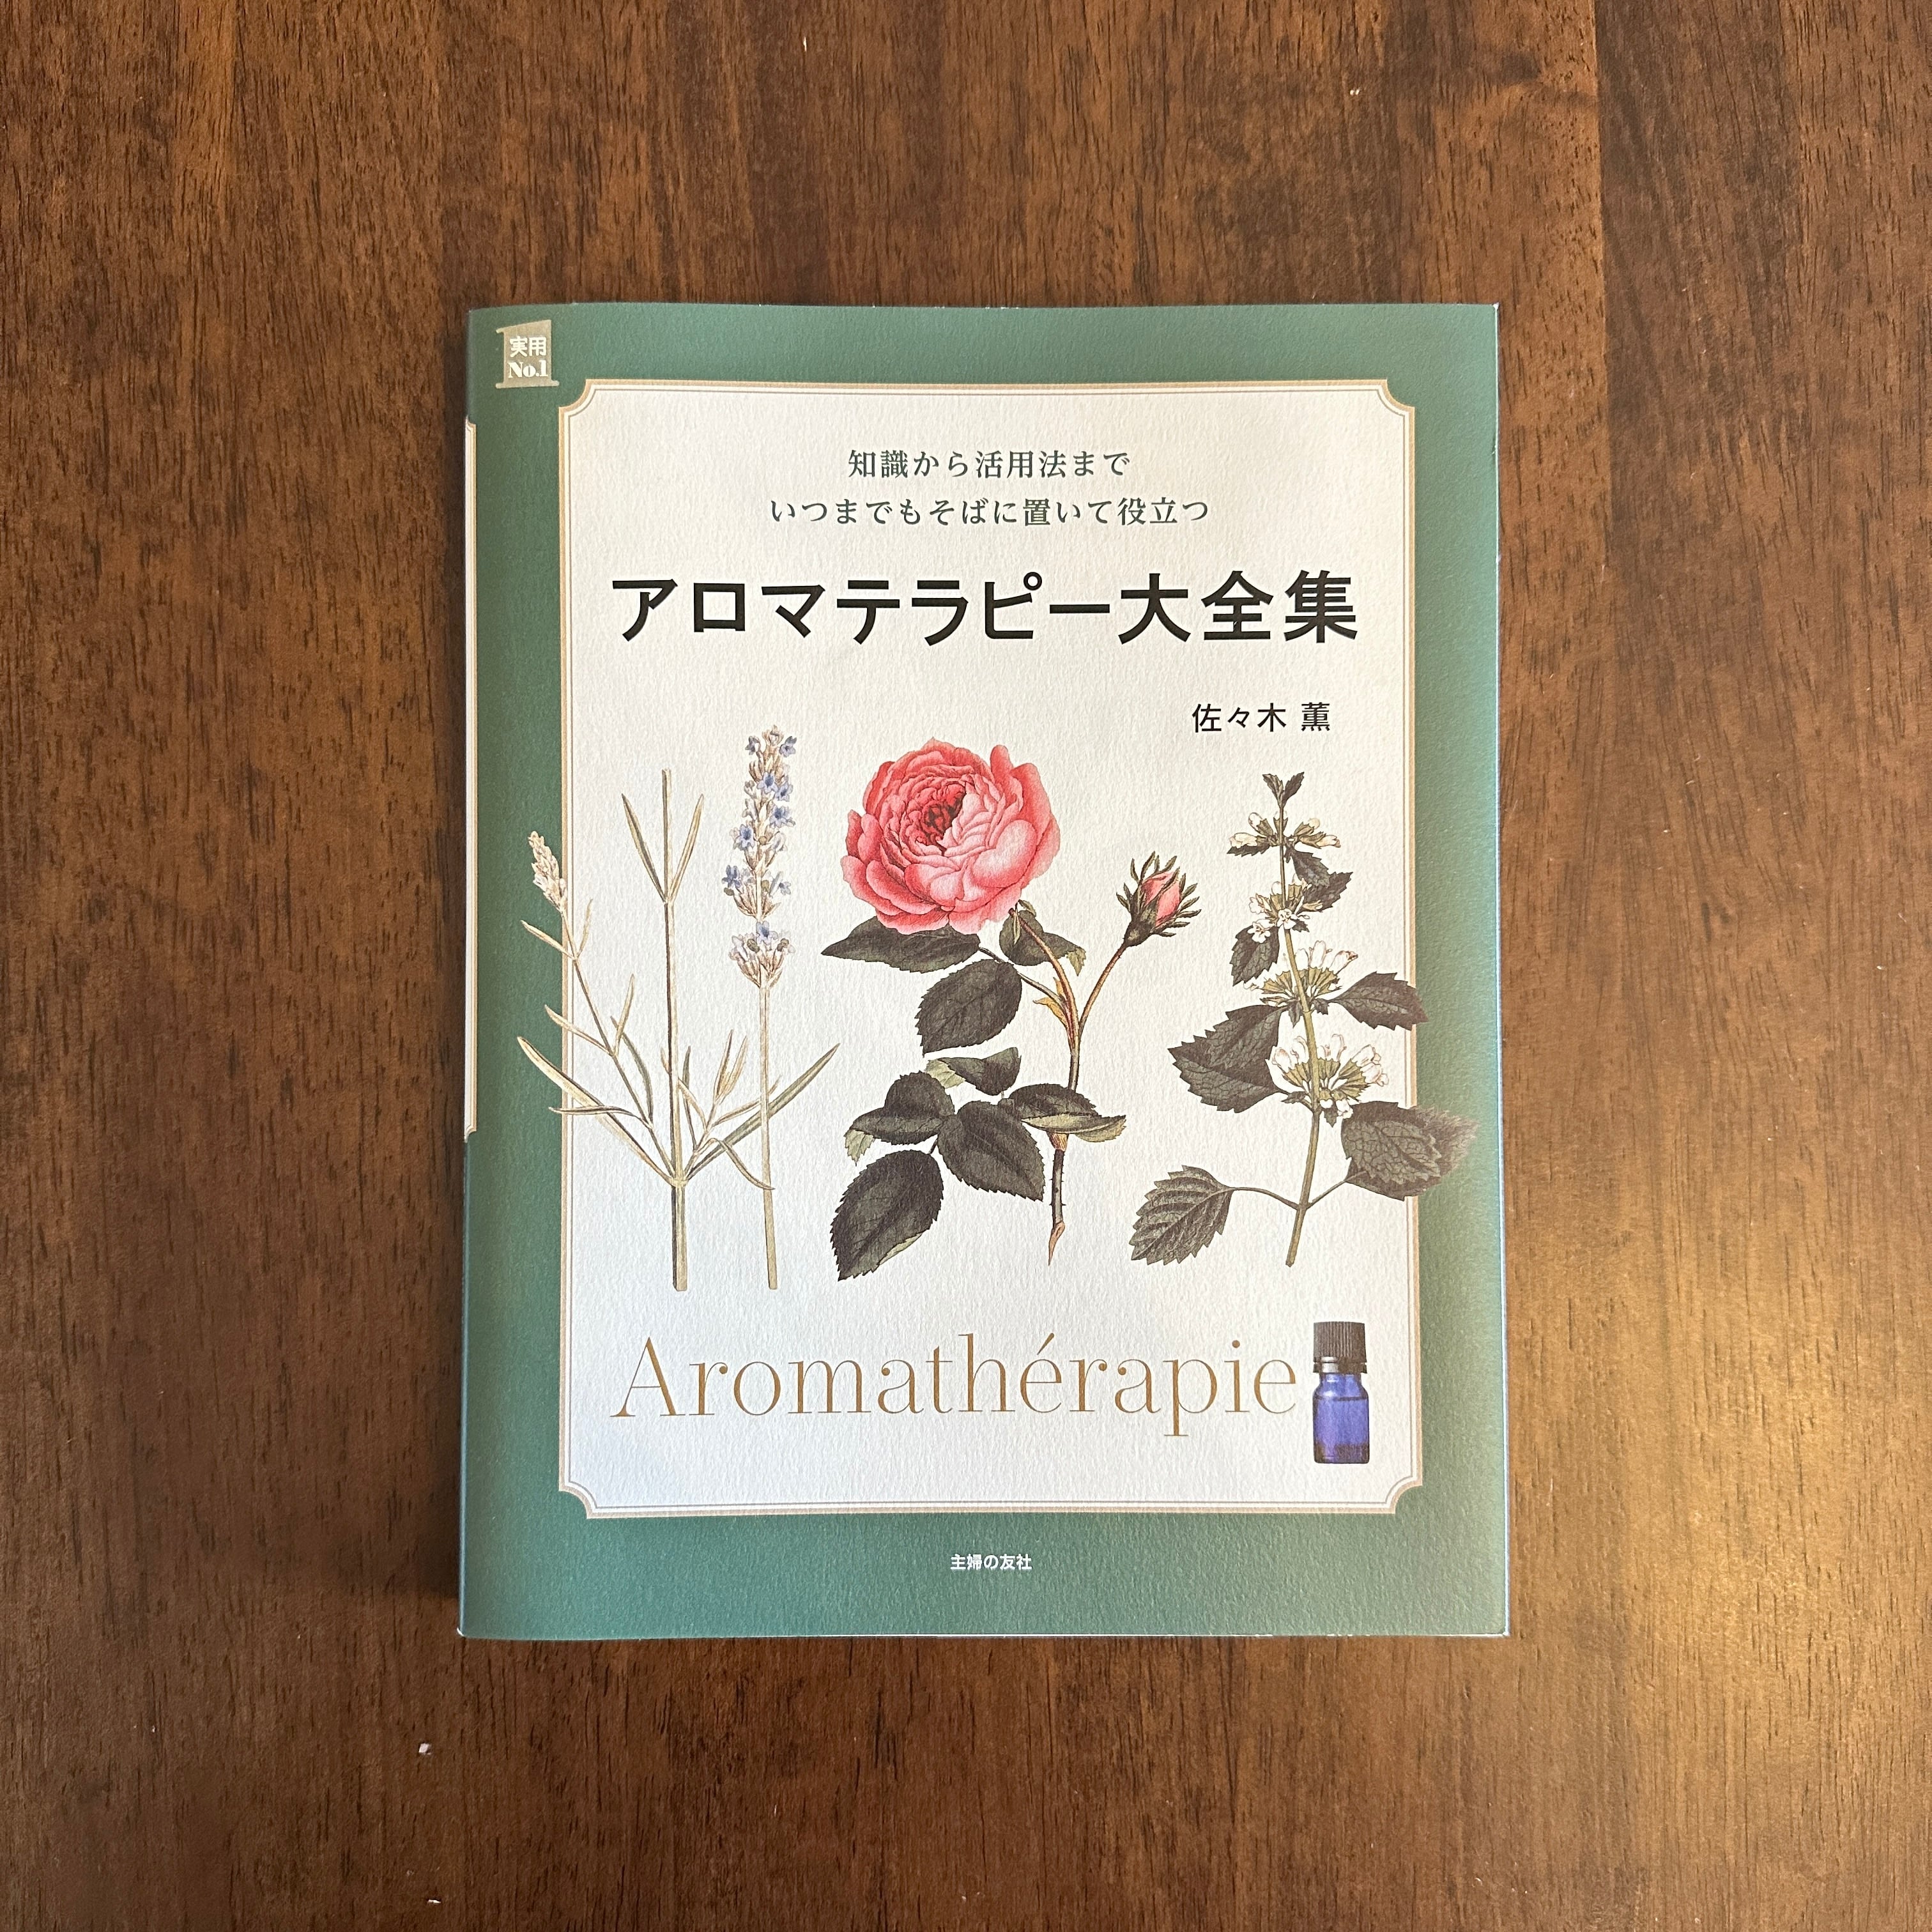 実用
No.1
知識から活用法まで
いつまでもそばに置いて役立つ
アロマテラピー大全集
佐々木 薫
Aromathérapie
主婦の友社